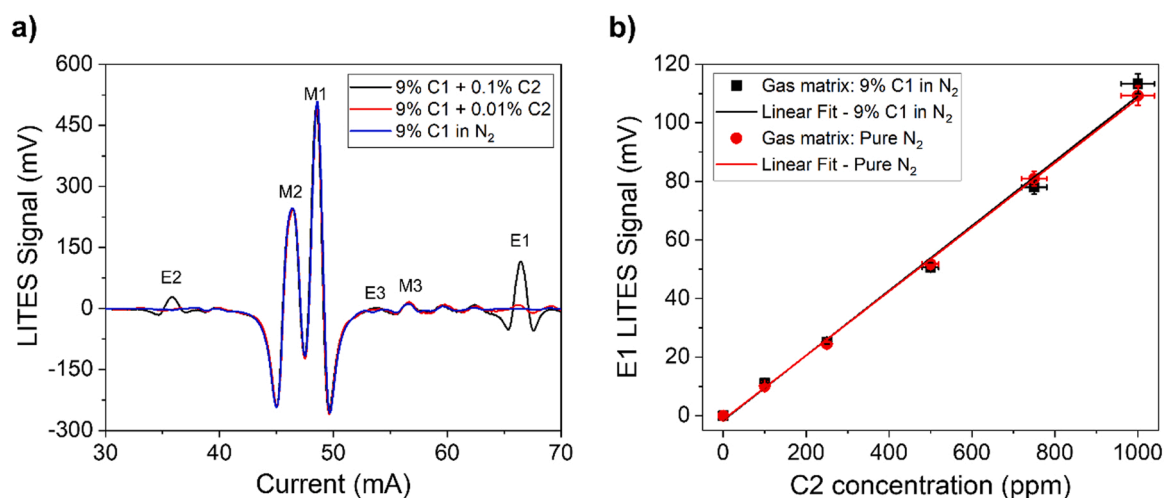 a)
LITES Signal (mV)
600
450
300
150
0
-150
-300
9% C1 + 0.1% C2
9% C1 + 0.01% C2
9% C1 in N₂
M1
M2
E2
E3
M3
E1
30
40
50
60
70
Current (mA)
b)
E1 LITES Signal (mV)
120
100
80
60
40
20
0
Gas matrix: 9% C1 in N₂
Linear Fit - 9% C1 in N₂
Gas matrix: Pure N₂
Linear Fit - Pure N₂
0
200
400
600
800
1000
C2 concentration (ppm)